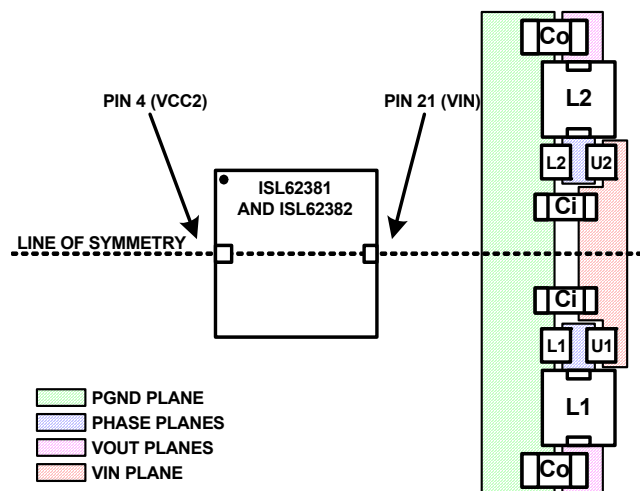 Co
L2
PIN 4 (VCC2)
PIN 21 (VIN)
L2
U2
ISL62381
AND ISL62382
Ci
LINE OF SYMMETRY
Ci
L1
U1
PGND PLANE
L1
PHASE PLANES
VOUT PLANES
VIN PLANE
Co